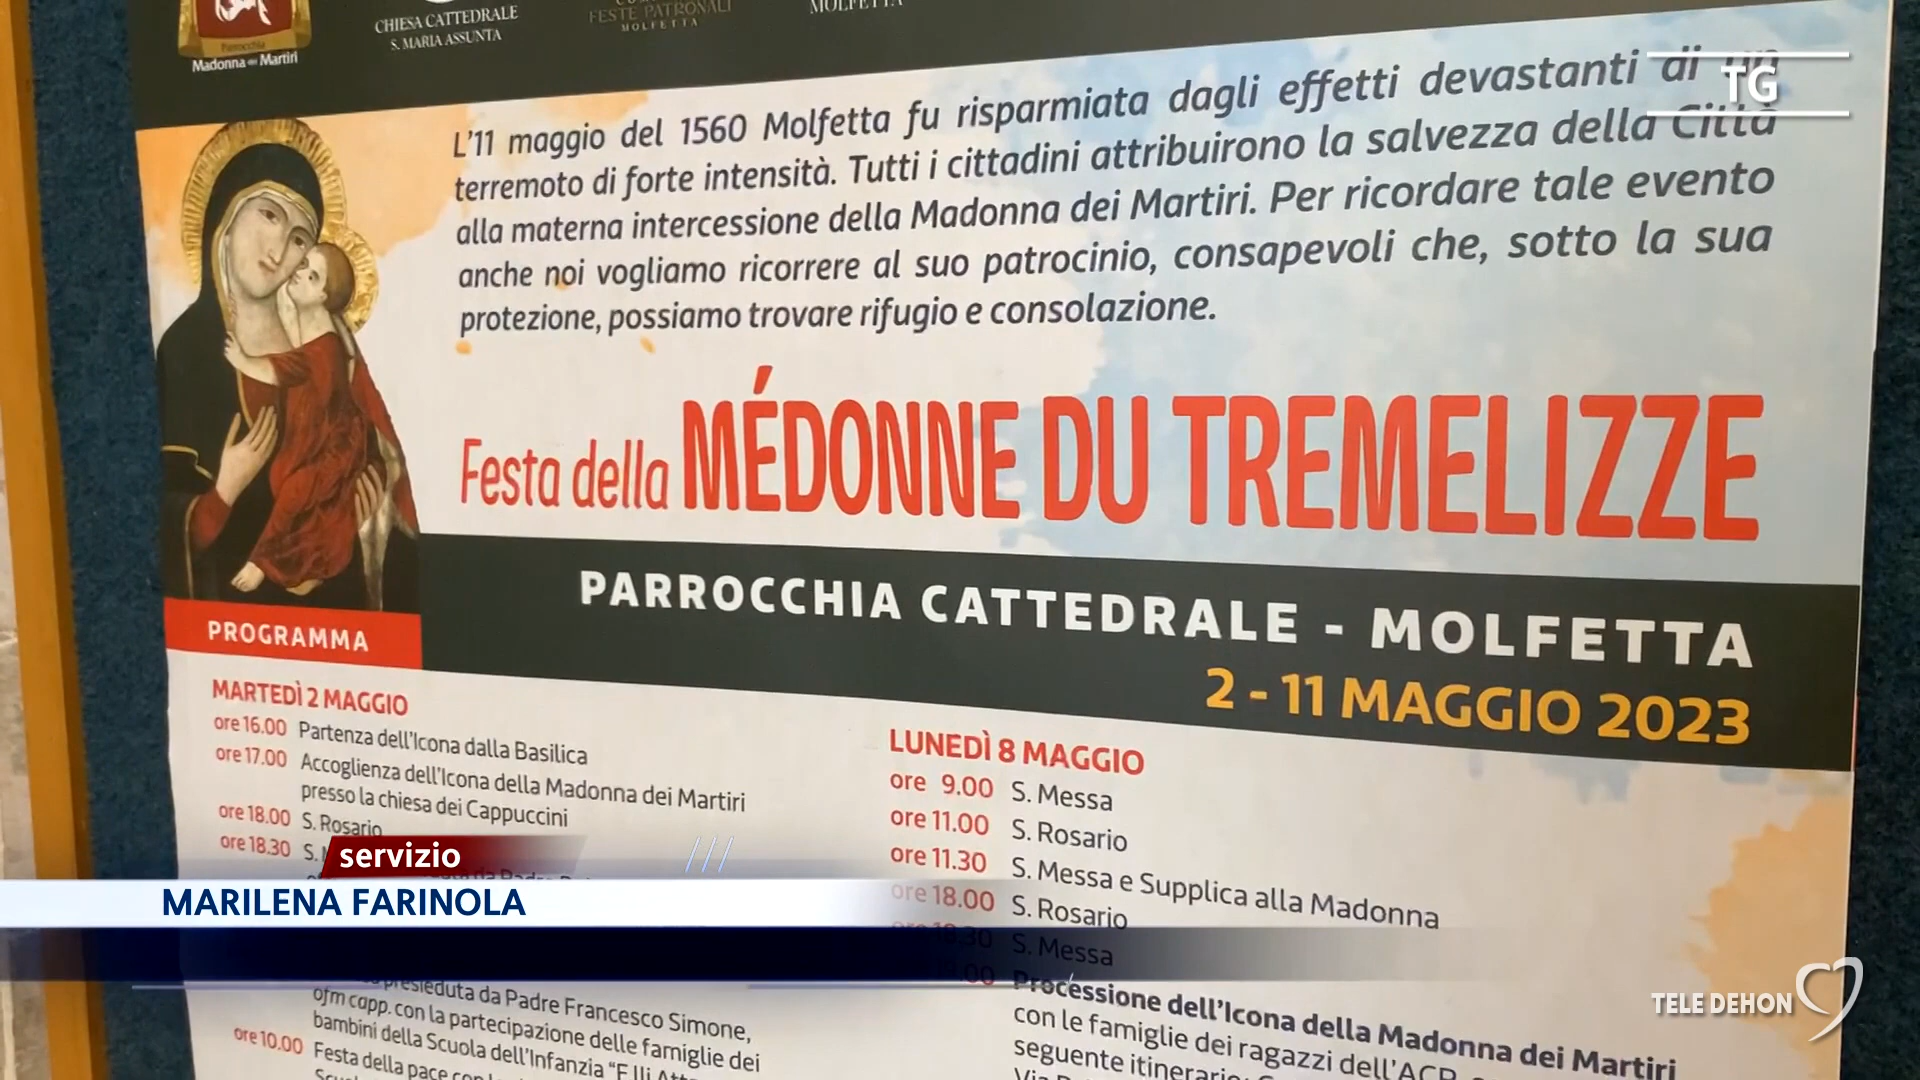 Parrocchia
Madonna dei Martiri
CHIESA CATTEDRALE
S. MARIA ASSUNTA
FESTE PATRONALI
MOLFETTA
MOLFETTA
TG
L'11 maggio del 1560 Molfetta fu risparmiata dagli effetti devastanti di un
terremoto di forte intensità. Tutti i cittadini attribuirono la salvezza della Città
alla materna intercessione della Madonna dei Martiri. Per ricordare tale evento
anche noi vogliamo ricorrere al suo patrocinio, consapevoli che, sotto la sua
protezione, possiamo trovare rifugio e consolazione.
Festa della MÉDONNE DU TREMELIZZE
PARROCCHIA CATTEDRALE - MOLFETTA
2 - 11 MAGGIO 2023
PROGRAMMA
MARTEDÌ 2 MAGGIO
ore 16.00 Partenza dell'Icona dalla Basilica
ore 17.00 Accoglienza dell'Icona della Madonna dei Martiri
presso la chiesa dei Cappuccini
ore 18.00 S. Rosario
ore 18.30
presieduta da Padre Francesco Simone,
ofm capp. con la partecipazione delle famiglie dei
bambini della Scuola dell'Infanzia
ore 10.00 Festa della pace
LUNEDÌ 8 MAGGIO
ore 9.00 S. Messa
ore 11.00 S. Rosario
ore 11.30 S. Messa e Supplica alla Madonna
ore 18.00 S. Rosario
S. Messa
Processione dell'Icona della Madonna dei Martiri
con le famiglie dei ragazzi dell'ACR
seguente itinerario:
servizio
MARILENA FARINOLA
TELE DEHON